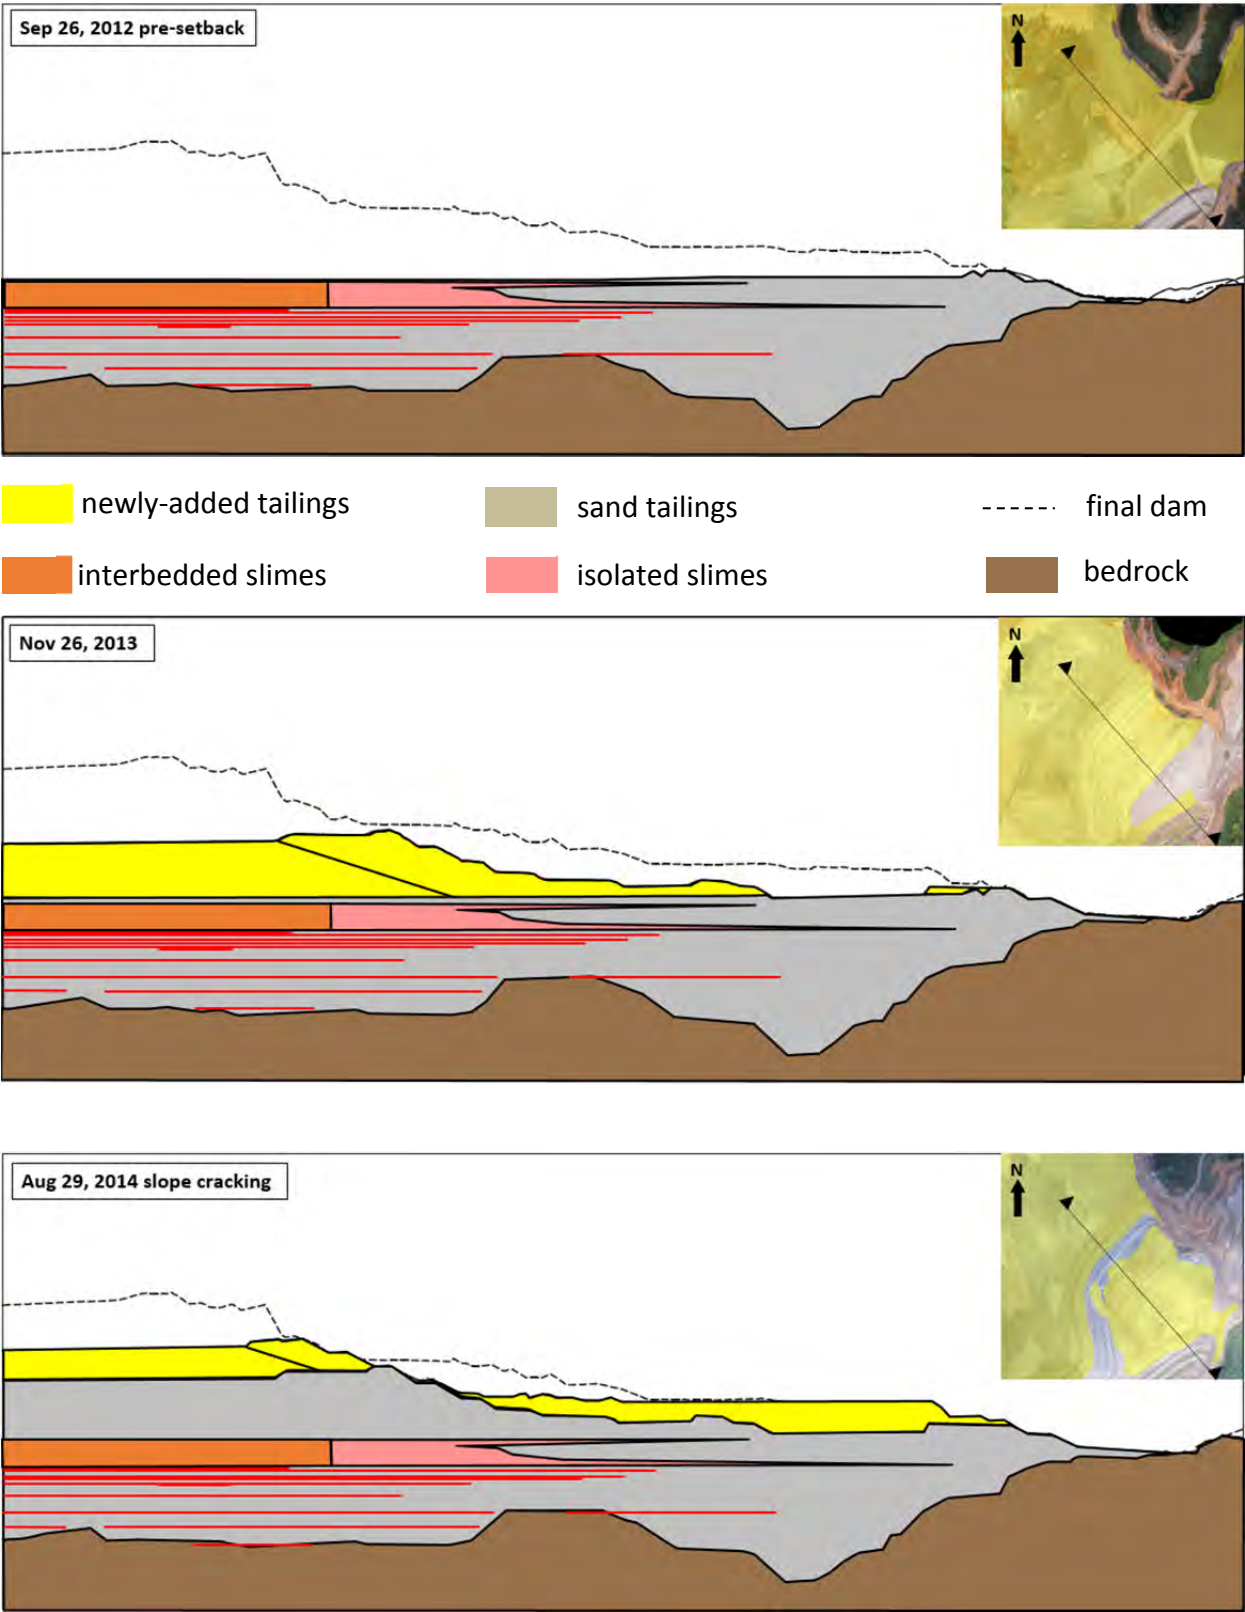 Sep 26, 2012 pre-setback
N
newly-added tailings
sand tailings
final dam
interbedded slimes
isolated slimes
bedrock
Nov 26, 2013
N
Aug 29, 2014 slope cracking
N